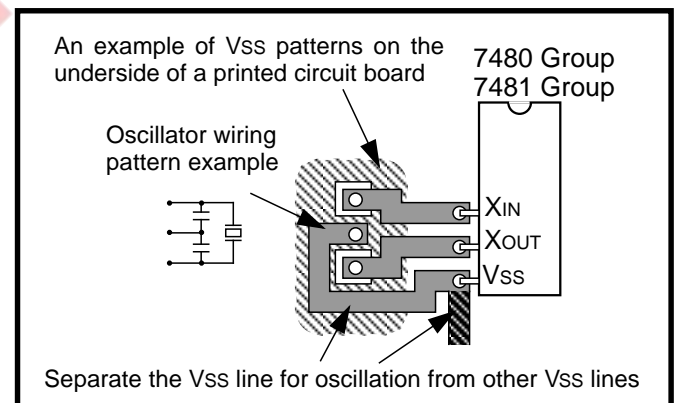 An example of Vss patterns on the
underside of a printed circuit board
7480 Group
7481 Group
Oscillator wiring
pattern example
XIN
XOUT
Vss
Separate the Vss line for oscillation from other Vss lines